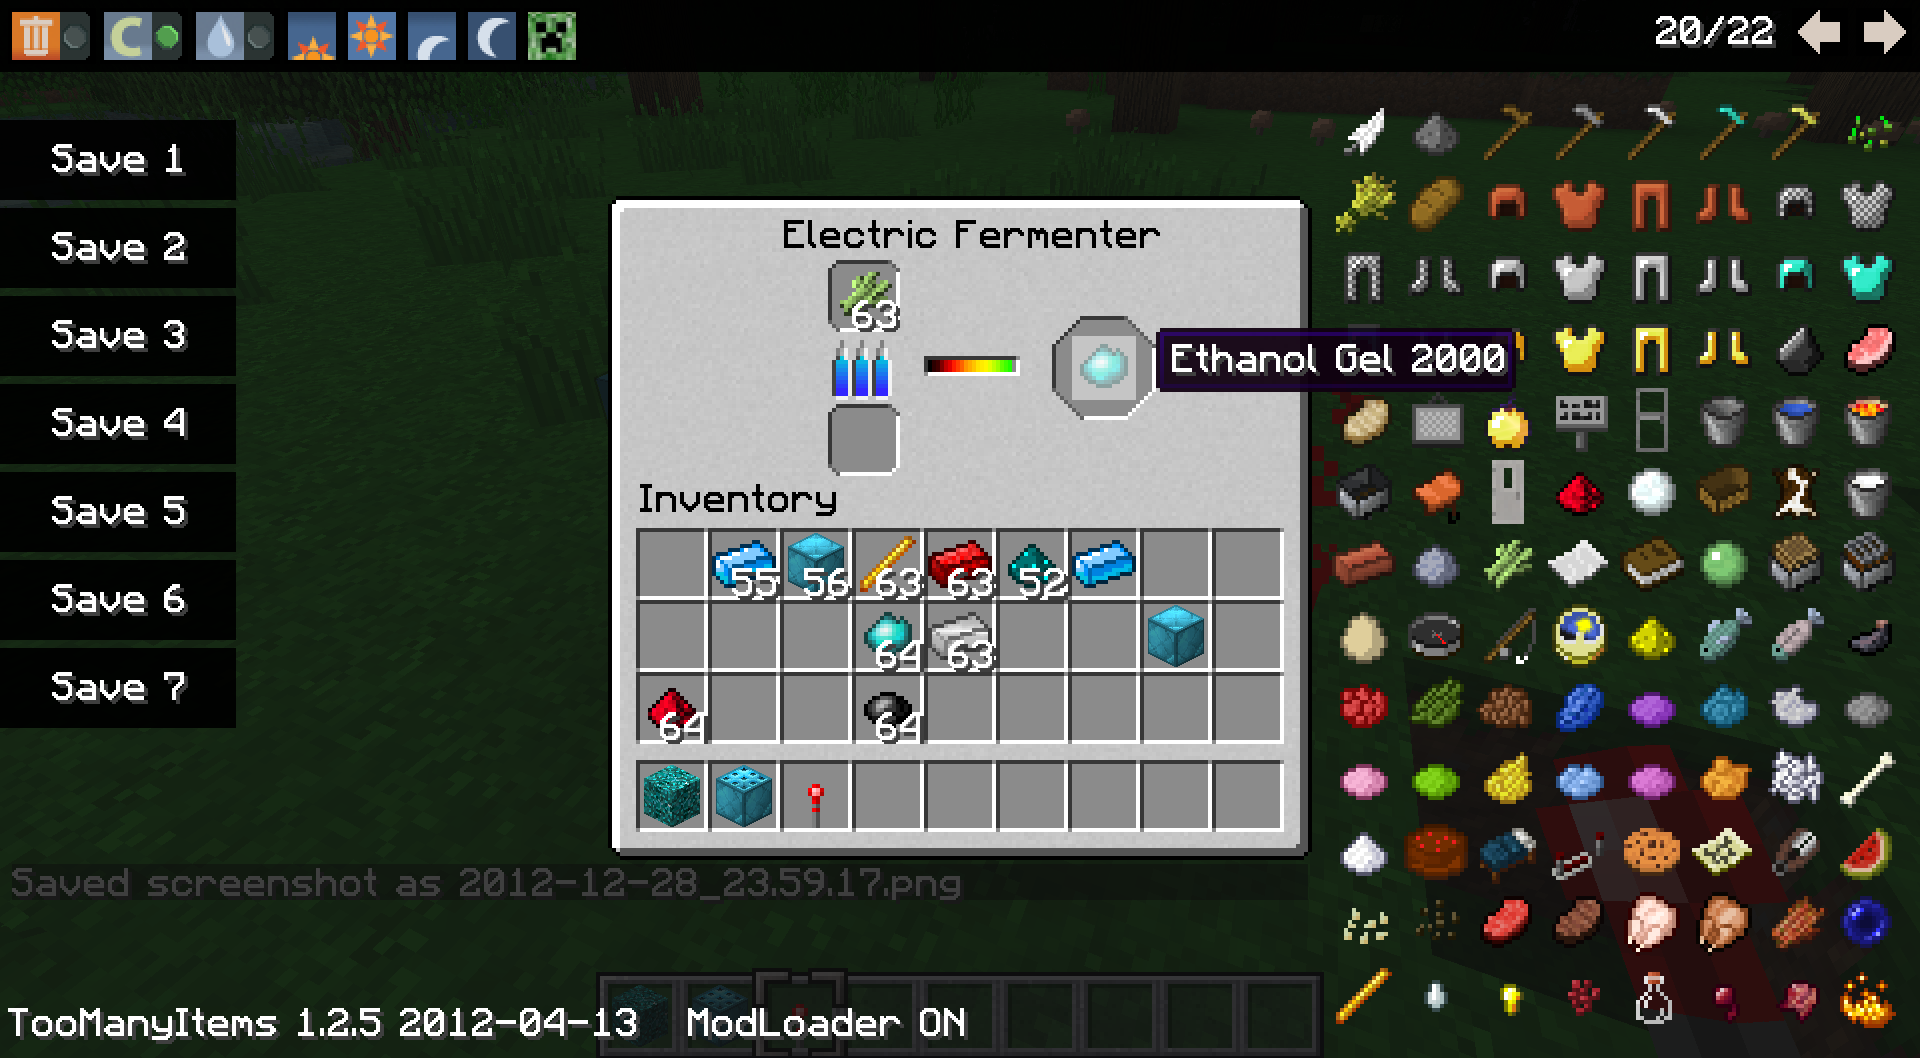 20/22
Save 1
Save 2
Save 3
Save 4
Save 5
Save 6
Save 7
Electric Fermenter
63
Ethanol Gel 2000
Inventory
55 56 63 63 52
64 63
64 64
Saved screenshot as 2012-12-28_23.59.17.png
TooManyItems 1.2.5 2012-04-13 ModLoader ON